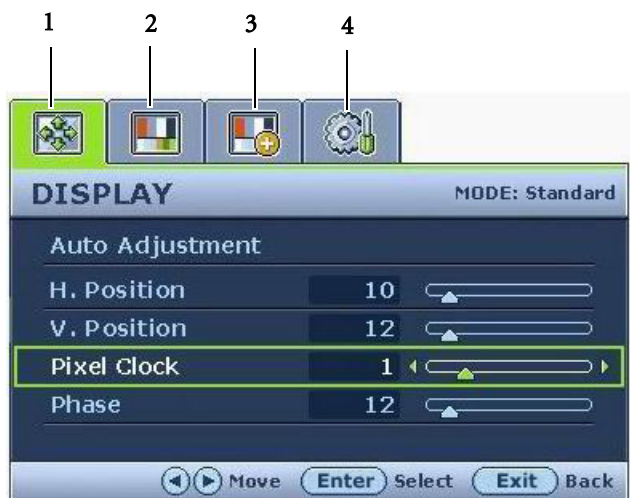 1 2 3 4
DISPLAY MODE: Standard
Auto Adjustment
H. Position 10
V. Position 12
Pixel Clock 1
Phase 12
Move Enter Select Exit Back